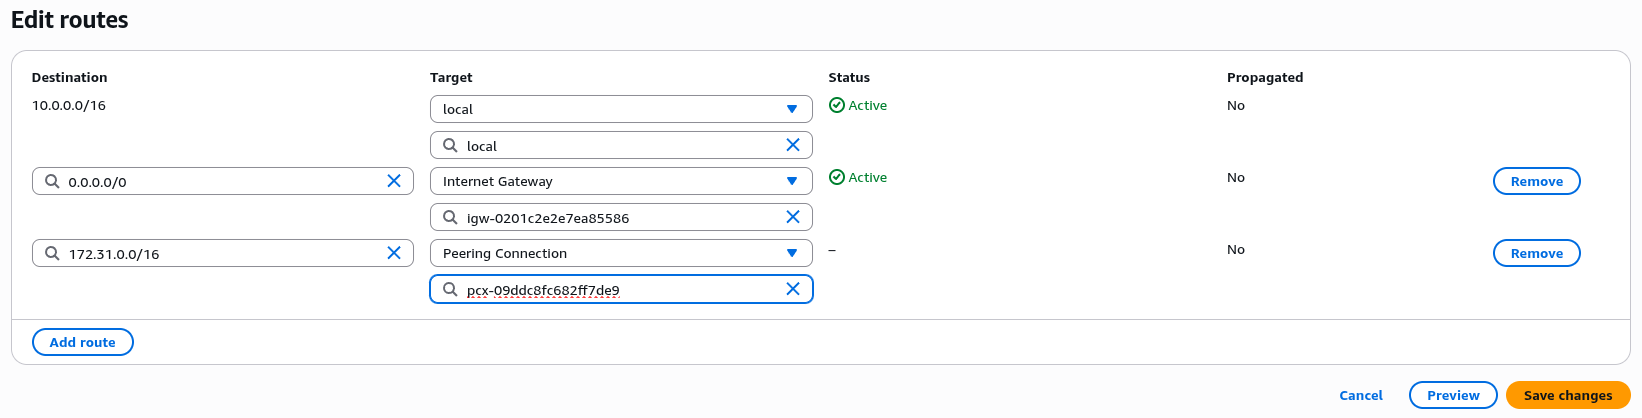 Edit routes
Destination Target Status Propagated
10.0.0.0/16 local Active No
local
0.0.0.0/0 Internet Gateway Active No Remove
igw-0201c2e2e7ea85586
172.31.0.0/16 Peering Connection – No Remove
pcx-09ddc8fc682ff7de9
Add route
Cancel Preview Save changes